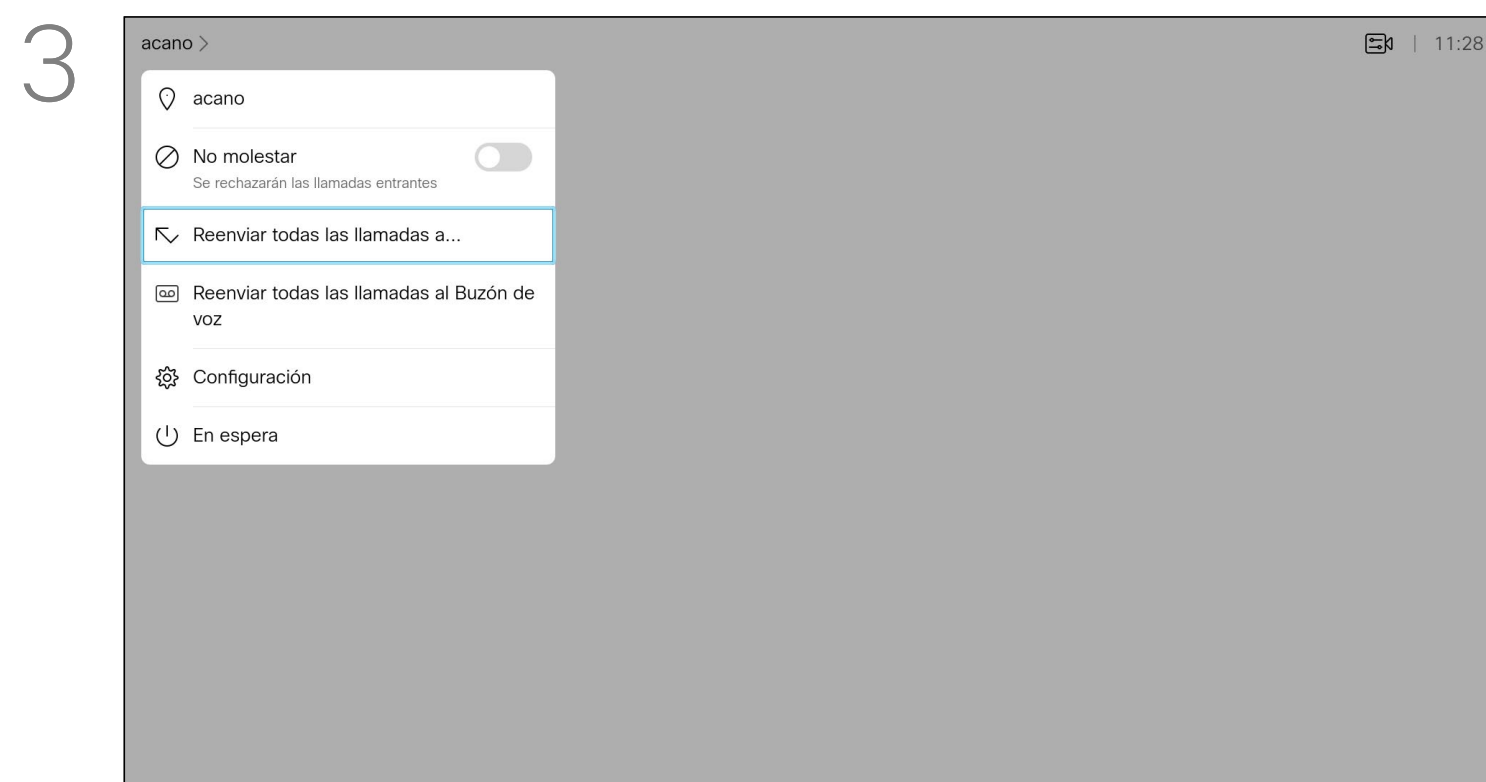 3
acano >
11:28
acano
No molestar
Se rechazarán las llamadas entrantes
Reenviar todas las llamadas a...
Reenviar todas las llamadas al Buzón de
voz
Configuración
En espera